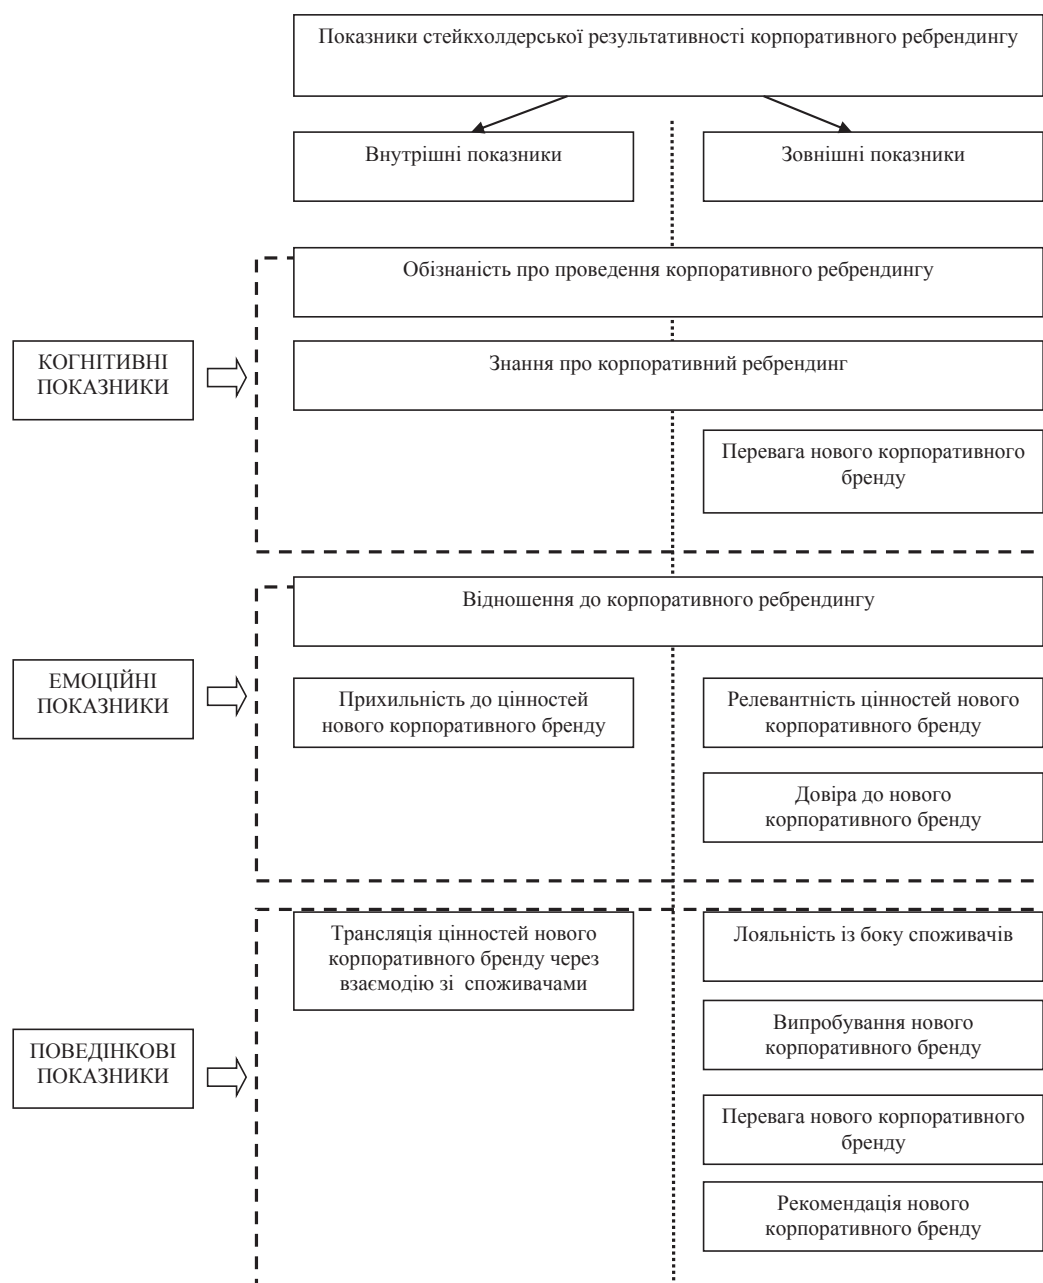 Показники стейкхолдерської результативності корпоративного ребрендингу
Внутрішні показники
Зовнішні показники
Обізнаність про проведення корпоративного ребрендингу
КОГНІТИВНІ
ПОКАЗНИКИ
Знання про корпоративний ребрендинг
Перевага нового корпоративного
бренду
Відношення до корпоративного ребрендингу
ЕМОЦІЙНІ
ПОКАЗНИКИ
Прихильність до цінностей
нового корпоративного бренду
Релевантність цінностей нового
корпоративного бренду
Довіра до нового
корпоративного бренду
Трансляція цінностей нового
корпоративного бренду через
взаємодію зі споживачами
Лояльність із боку споживачів
Випробування нового
корпоративного бренду
ПОВЕДІНКОВІ
ПОКАЗНИКИ
Перевага нового корпоративного
бренду
Рекомендація нового
корпоративного бренду